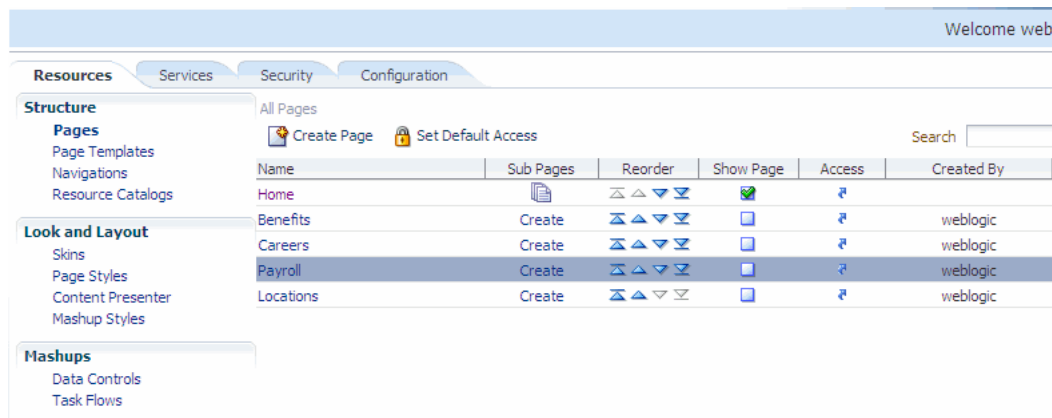 Welcome web
Resources Services Security Configuration
Structure
Pages
Page Templates
Navigations
Resource Catalogs
Look and Layout
Skins
Page Styles
Content Presenter
Mashup Styles
Mashups
Data Controls
Task Flows
All Pages
Create Page Set Default Access Search
Name Sub Pages Reorder Show Page Access Created By
Home
Benefits Create weblogic
Careers Create weblogic
Payroll Create weblogic
Locations Create weblogic